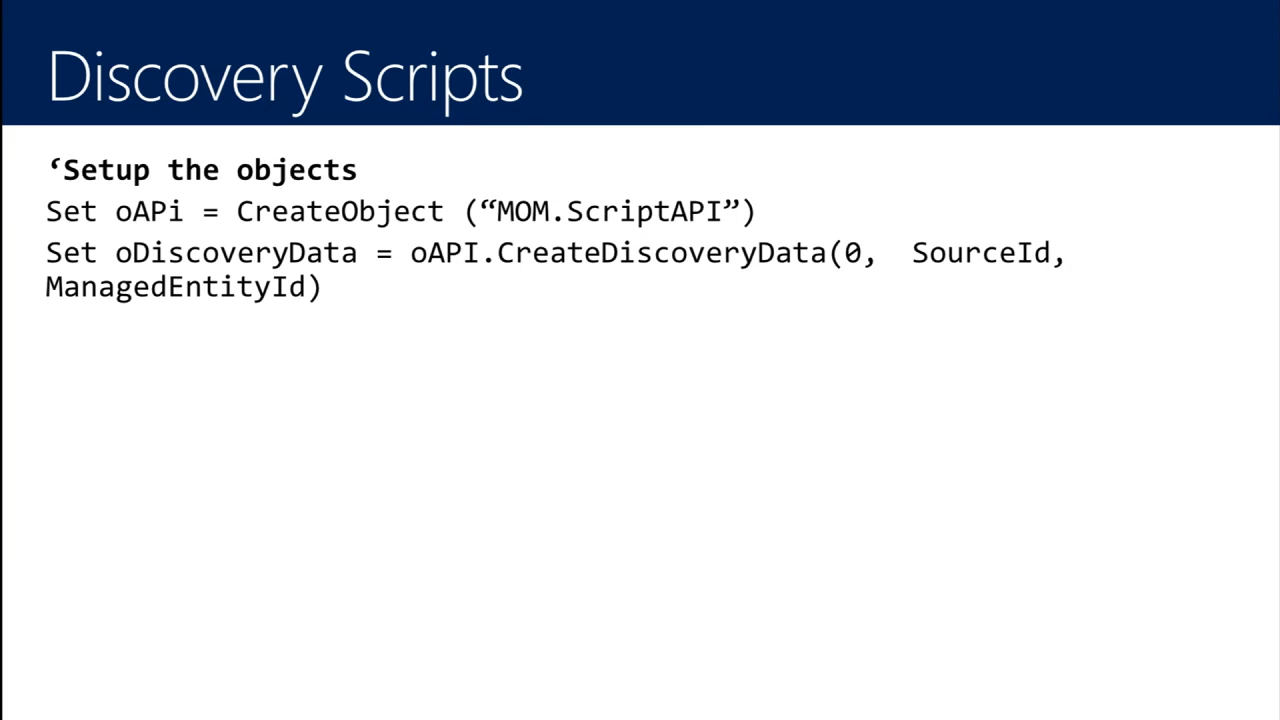 Discovery Scripts
‘Setup the objects
Set oAPi = CreateObject (“MOM.ScriptAPI”)
Set oDiscoveryData = oAPI.CreateDiscoveryData(0,  SourceId,
ManagedEntityId)